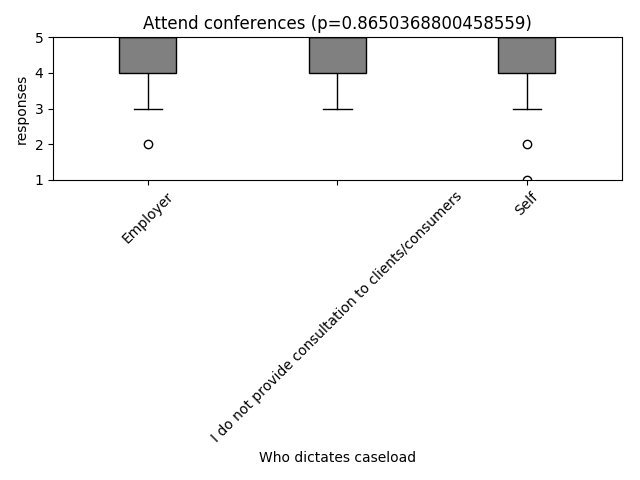 Attend conferences (p=0.8650368800458559)
5
4
3
2
1
responses
Employer
I do not provide consultation to clients/consumers
Self
Who dictates caseload